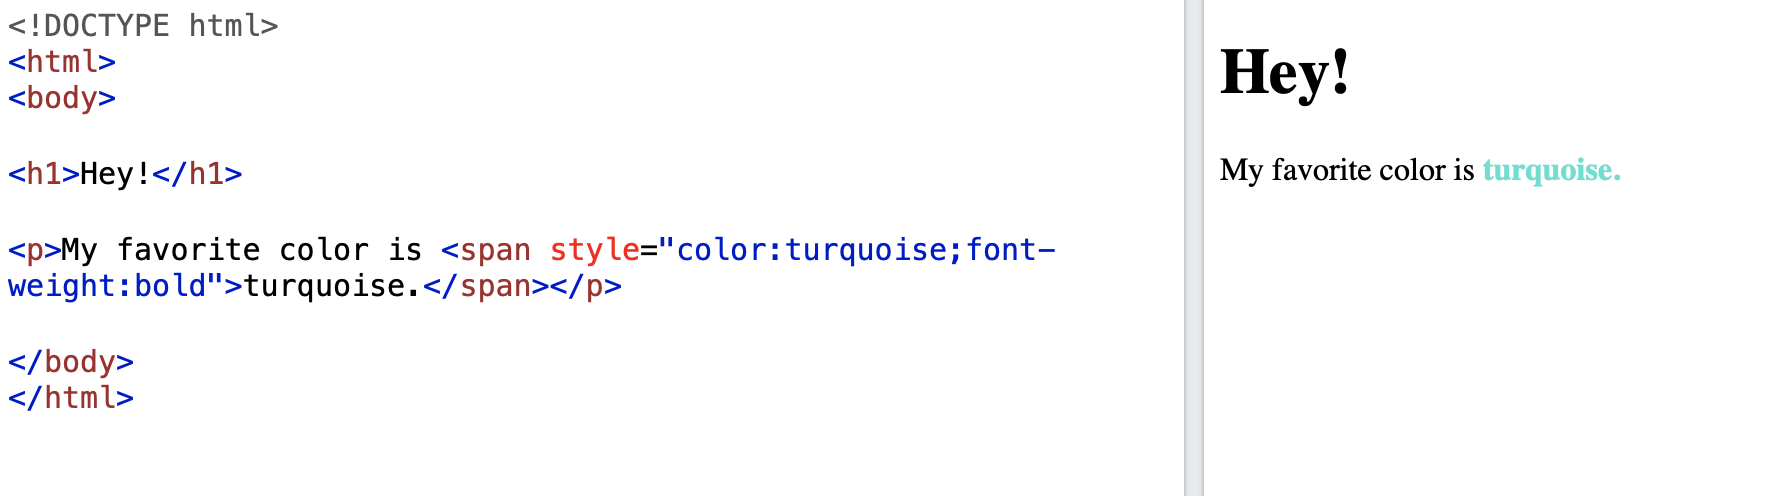 <!DOCTYPE html>
<html>
<body>
<h1>Hey!</h1>
<p>My favorite color is <span style="color:turquoise;font-
weight:bold">turquoise.</span></p>
</body>
</html>
Hey!
My favorite color is turquoise.